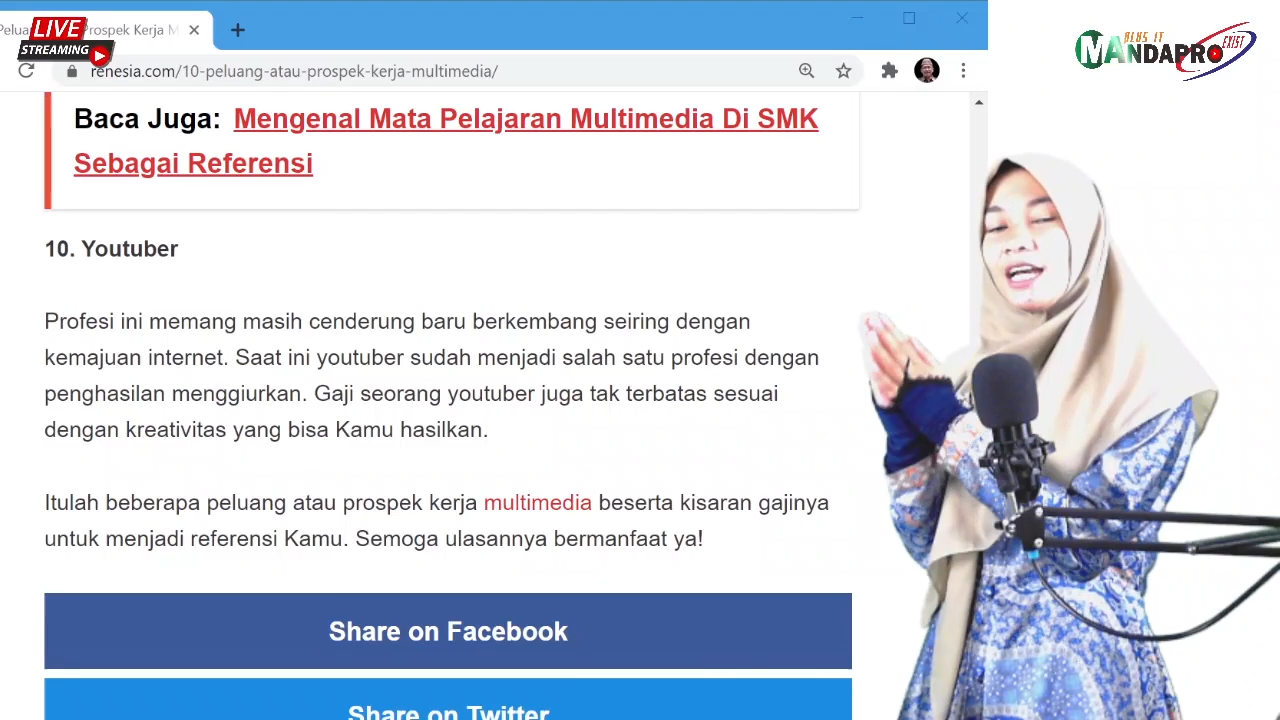 Pelua
Prospek Kerja M
LIVE
STREAMING
renesia.com/10-peluang-atau-prospek-kerja-multimedia/
PLUS IT
MANDAPRO
EXIST
Baca Juga: Mengenal Mata Pelajaran Multimedia Di SMK
Sebagai Referensi
10. Youtuber
Profesi ini memang masih cenderung baru berkembang seiring dengan
kemajuan internet. Saat ini youtuber sudah menjadi salah satu profesi dengan
penghasilan menggiurkan. Gaji seorang youtuber juga tak terbatas sesuai
dengan kreativitas yang bisa Kamu hasilkan.
Itulah beberapa peluang atau prospek kerja multimedia beserta kisaran gajinya
untuk menjadi referensi Kamu. Semoga ulasannya bermanfaat ya!
Share on Facebook
Share on Twitter